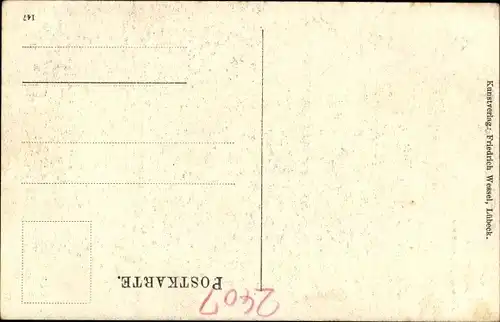 POSTKARTE.
Kunstverlag: Friedrich Wessel, Lübeck.
147
2407